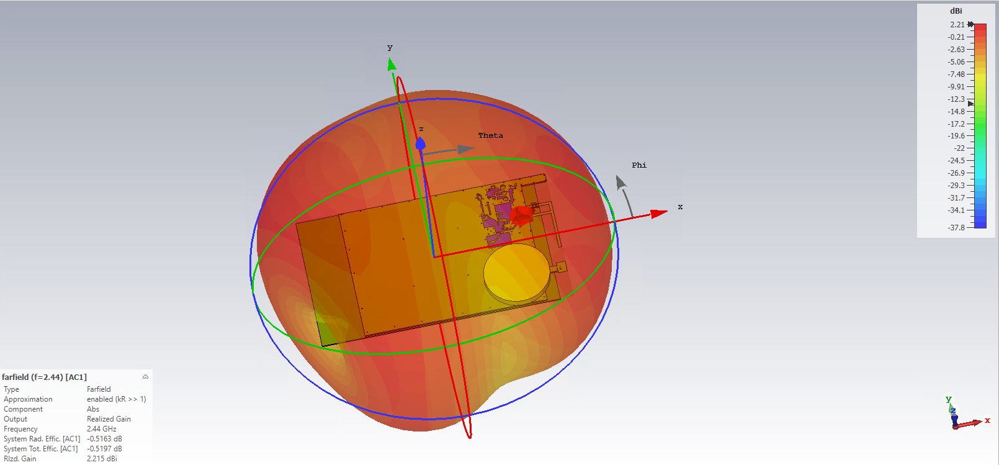 dBi
2.21
-0.21
-2.63
-5.06
-7.48
-9.91
-12.3
-14.8
-17.2
-19.6
-22
-24.5
-26.9
-29.3
-31.7
-34.1
-37.8
y
z
Theta
Phi
x
farfield (f=2.44) [AC1]
Type Farfield
Approximation enabled (kR >> 1)
Component Abs
Output Realized Gain
Frequency 2.44 GHz
System Rad. Effic. [AC1] -0.5163 dB
System Tot. Effic. [AC1] -0.5197 dB
Rlzd. Gain 2.215 dBi
y
z
x